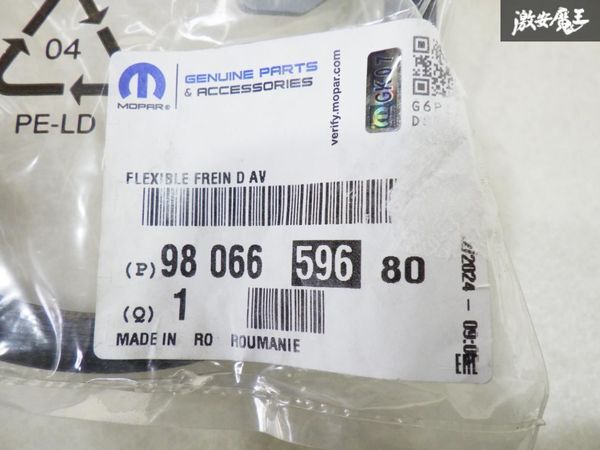 激安魔王
04
PE-LD
MOPAR®
GENUINE PARTS
& ACCESSORIES
verify.mopar.com
GK07
FLEXIBLE FREIN D AV
(P) 98 066 596 80
(Q) 1
MADE IN RO ROUMANIE